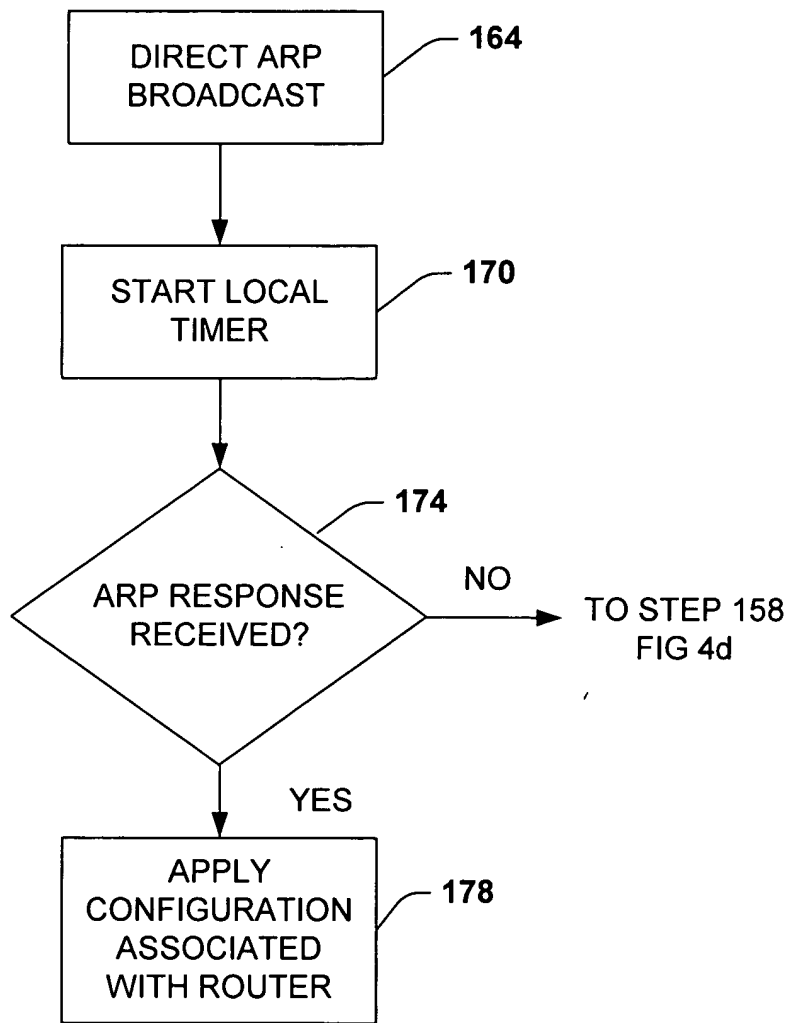 DIRECT ARP
BROADCAST
164
START LOCAL
TIMER
170
174
ARP RESPONSE
RECEIVED?
NO
TO STEP 158
FIG 4d
YES
APPLY
CONFIGURATION
ASSOCIATED
WITH ROUTER
178